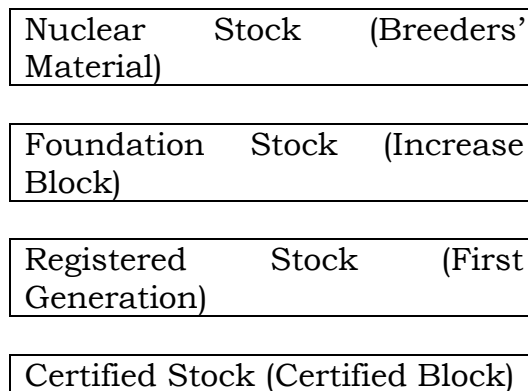 Nuclear Stock (Breeders’
Material)
Foundation Stock (Increase
Block)
Registered Stock (First
Generation)
Certified Stock (Certified Block)